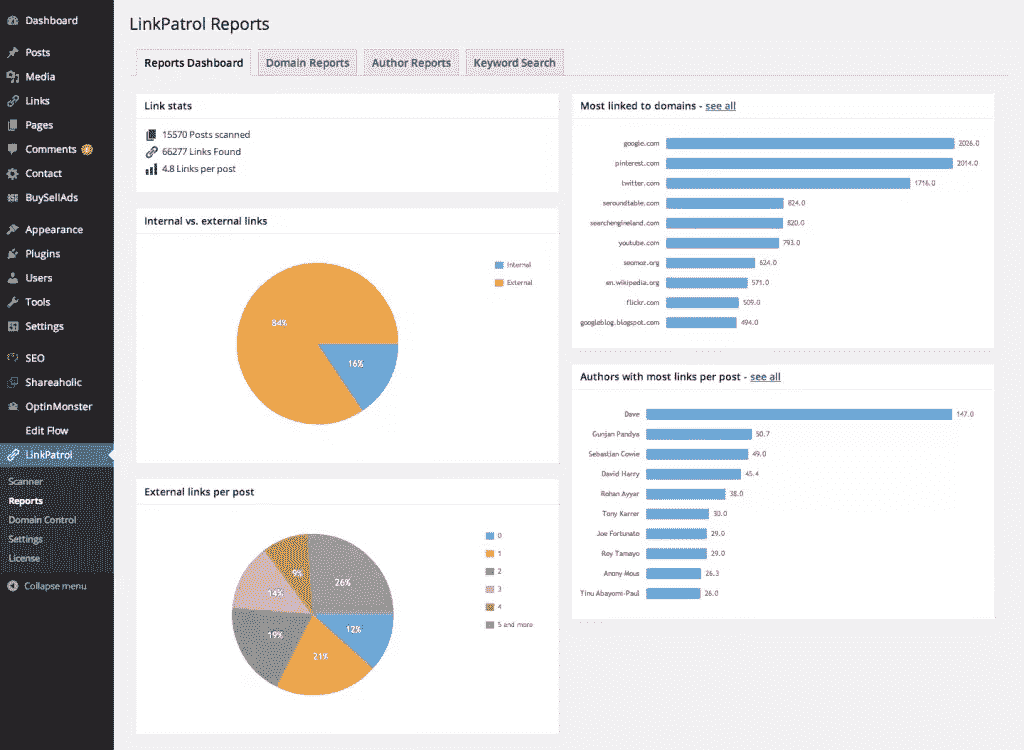 Dashboard
Posts
Media
Links
Pages
Comments
Contact
BuySellAds
Appearance
Plugins
Users
Tools
Settings
SEO
Shareaholic
OptinMonster
Edit Flow
LinkPatrol
Scanner
Reports
Domain Control
Settings
License
Collapse menu
LinkPatrol Reports
Reports Dashboard
Domain Reports
Author Reports
Keyword Search
Link stats
15570 Posts scanned
66277 Links Found
4.8 Links per post
Internal vs. external links
Internal
External
84%
16%
External links per post
0
1
2
3
4
5 and more
9%
26%
14%
12%
19%
21%
Most linked to domains - see all
google.com 2026.0
pinterest.com 2014.0
twitter.com 1716.0
seroundtable.com 824.0
searchengineland.com 820.0
youtube.com 793.0
seomoz.org 624.0
en.wikipedia.org 571.0
flickr.com 509.0
googleblog.blogspot.com 494.0
Authors with most links per post - see all
Dave 147.0
Gunjan Pandya 50.7
Sebastian Cowie 49.0
David Harry 45.4
Rohan Ayyar 38.0
Tony Karrer 30.0
Joe Fortunato 29.0
Roy Tamayo 29.0
Anony Mous 26.3
Tinu Abayomi-Paul 26.0